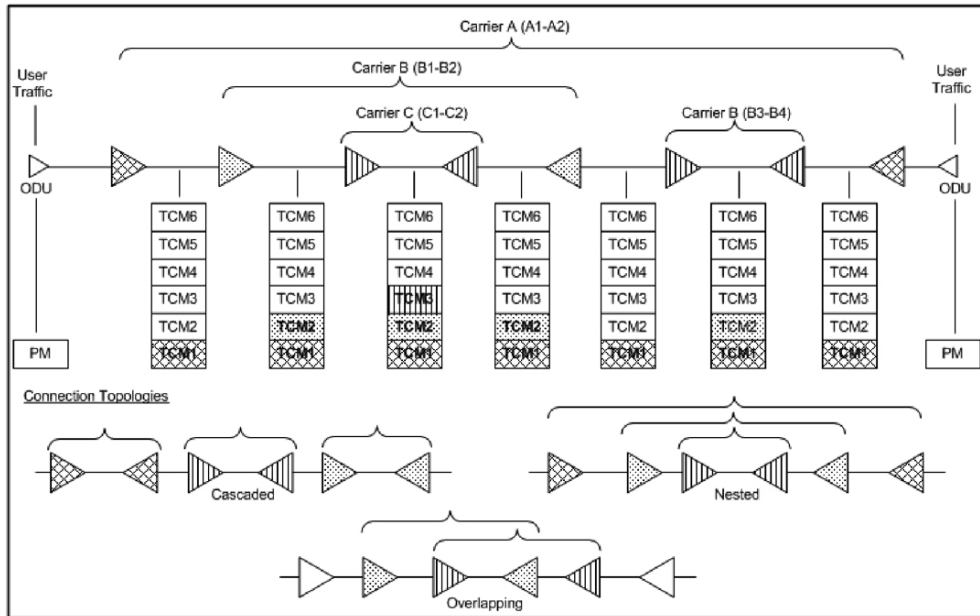 Carrier A (A1-A2)
User
Traffic
Carrier B (B1-B2)
User
Traffic
Carrier C (C1-C2)
Carrier B (B3-B4)
ODU
ODU
TCM6 TCM6 TCM6 TCM6 TCM6 TCM6 TCM6
TCM5 TCM5 TCM5 TCM5 TCM5 TCM5 TCM5
TCM4 TCM4 TCM4 TCM4 TCM4 TCM4 TCM4
TCM3 TCM3 TCM3 TCM3 TCM3 TCM3 TCM3
TCM2 TCM2 TCM2 TCM2 TCM2 TCM2 TCM2
PM TCM1 TCM1 TCM1 TCM1 TCM1 TCM1 TCM1 PM
Connection Topologies
Cascaded
Nested
Overlapping